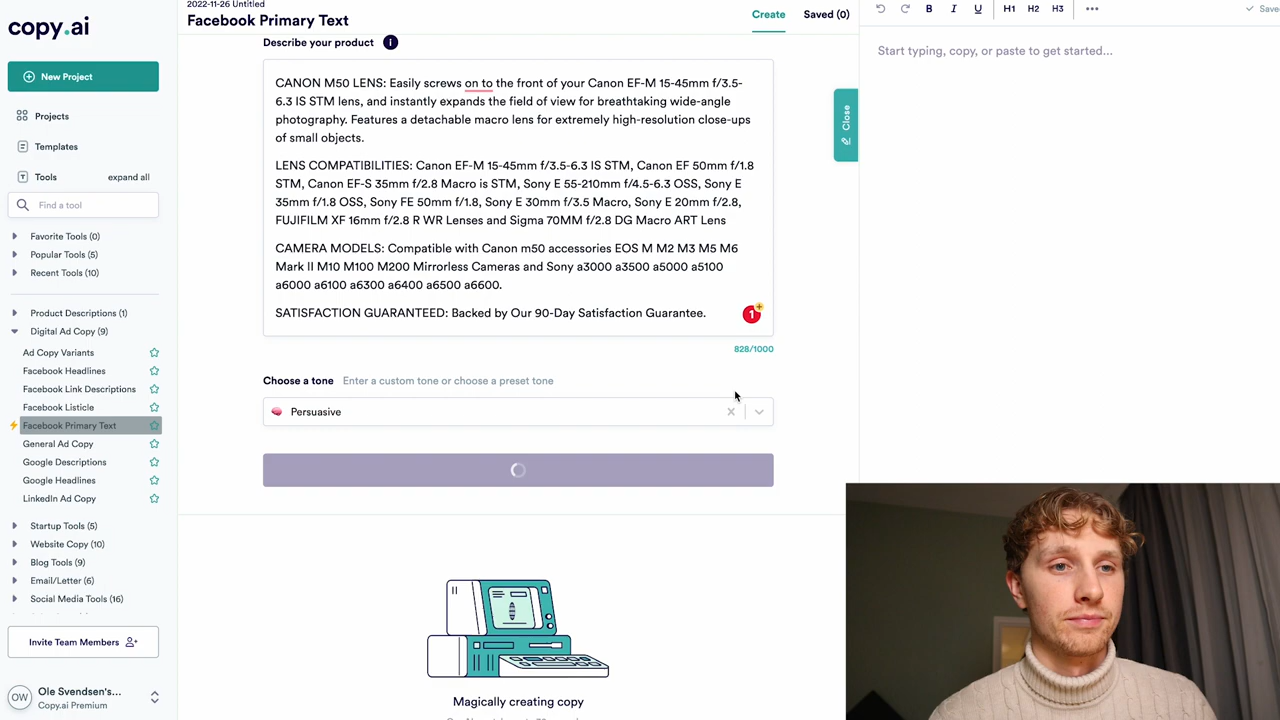 2022-11-26 Untitled
Facebook Primary Text
Create
Saved (0)
B I U H1 H2 H3
copy.ai
New Project
Projects
Templates
Tools
expand all
Find a tool
Favorite Tools (0)
Popular Tools (5)
Recent Tools (10)
Product Descriptions (1)
Digital Ad Copy (9)
Ad Copy Variants
Facebook Headlines
Facebook Link Descriptions
Facebook Listicle
Facebook Primary Text
General Ad Copy
Google Descriptions
Google Headlines
LinkedIn Ad Copy
Startup Tools (5)
Website Copy (10)
Blog Tools (9)
Email/Letter (6)
Social Media Tools (16)
Invite Team Members
OW
Ole Svendsen's...
Copy.ai Premium
Describe your product
CANON M50 LENS: Easily screws on to the front of your Canon EF-M 15-45mm f/3.5-
6.3 IS STM lens, and instantly expands the field of view for breathtaking wide-angle
photography. Features a detachable macro lens for extremely high-resolution close-ups
of small objects.
LENS COMPATIBILITIES: Canon EF-M 15-45mm f/3.5-6.3 IS STM, Canon EF 50mm f/1.8
STM, Canon EF-S 35mm f/2.8 Macro is STM, Sony E 55-210mm f/4.5-6.3 OSS, Sony E
35mm f/1.8 OSS, Sony FE 50mm f/1.8, Sony E 30mm f/3.5 Macro, Sony E 20mm f/2.8,
FUJIFILM XF 16mm f/2.8 R WR Lenses and Sigma 70MM f/2.8 DG Macro ART Lens
CAMERA MODELS: Compatible with Canon m50 accessories EOS M M2 M3 M5 M6
Mark ll M10 M100 M200 Mirrorless Cameras and Sony a3000 a3500 a5000 a5100
a6000 a6100 a6300 a6400 a6500 a6600.
SATISFACTION GUARANTEED: Backed by Our 90-Day Satisfaction Guarantee.
1
828/1000
Choose a tone
Enter a custom tone or choose a preset tone
Persuasive
Magically creating copy
Close
Start typing, copy, or paste to get started...